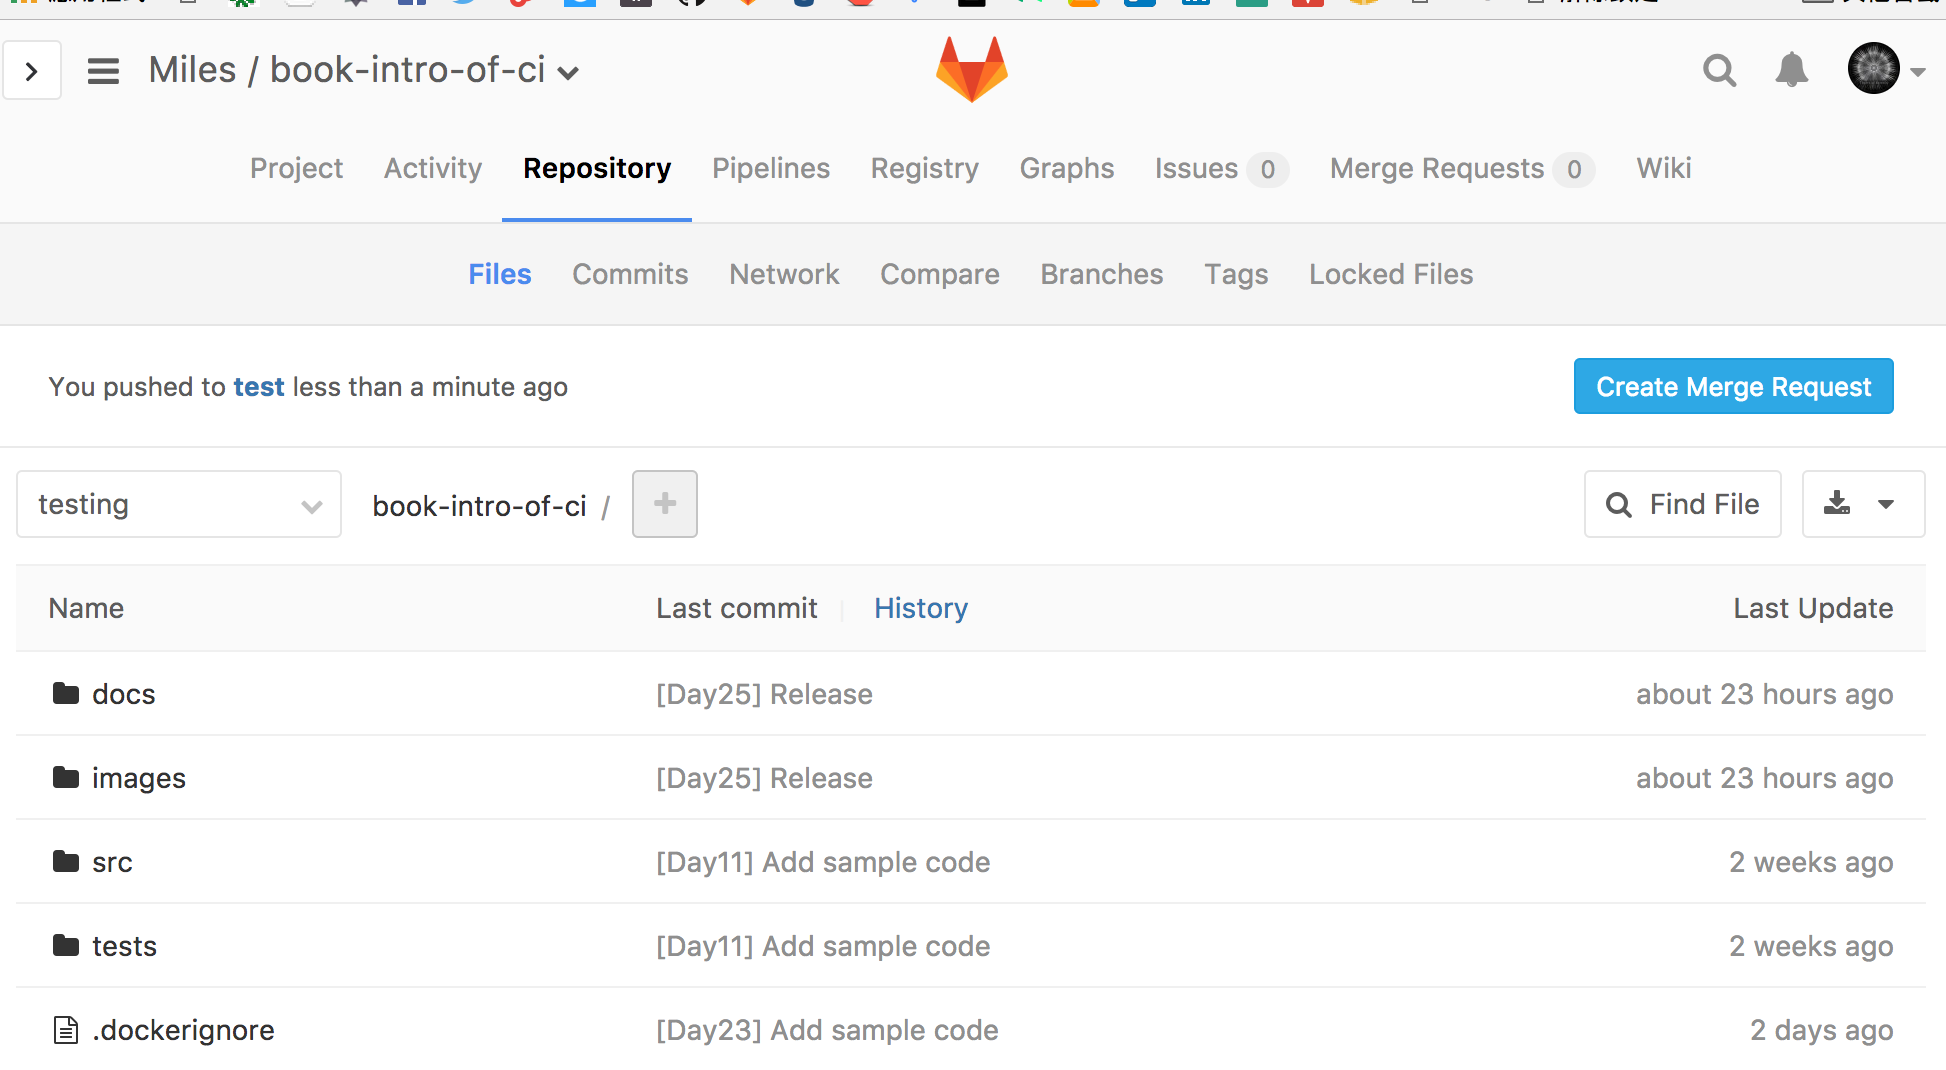 Miles / book-intro-of-ci
Project Activity Repository Pipelines Registry Graphs Issues 0 Merge Requests 0 Wiki
Files Commits Network Compare Branches Tags Locked Files
You pushed to test less than a minute ago Create Merge Request
testing book-intro-of-ci / + Find File
Name Last commit History Last Update
docs [Day25] Release about 23 hours ago
images [Day25] Release about 23 hours ago
src [Day11] Add sample code 2 weeks ago
tests [Day11] Add sample code 2 weeks ago
.dockerignore [Day23] Add sample code 2 days ago